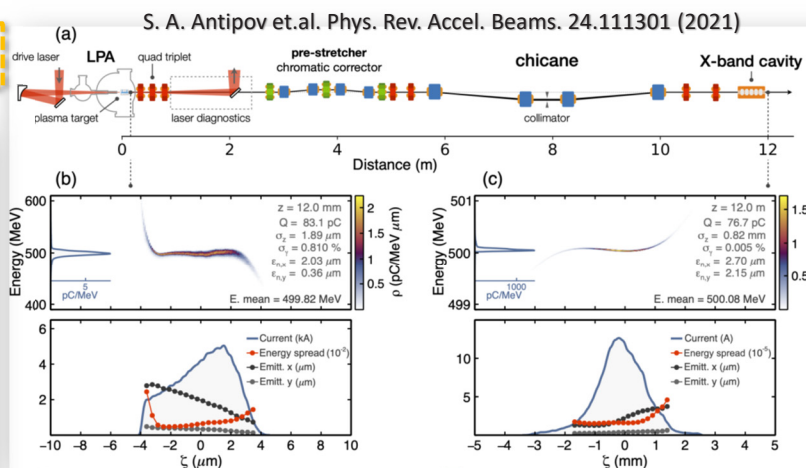 S. A. Antipov et.al. Phys. Rev. Accel. Beams. 24.111301 (2021)
(a)
drive laser
LPA
quad triplet
pre-stretcher
chromatic corrector
chicane
X-band cavity
plasma target
laser diagnostics
collimator
0 2 4 6 8 10 12
Distance (m)
(b)
Energy (MeV)
600
500
400
z = 12.0 mm
Q = 83.1 pC
σz = 1.89 μm
σγ = 0.810 %
εn,x = 2.03 μm
εn,y = 0.36 μm
E. mean = 499.82 MeV
5
pC/MeV
2
1
0
ρ (pC/MeV μm)
6
4
2
Current (kA)
Energy spread (10-2)
Emitt. x (μm)
Emitt. y (μm)
−10 −8 −6 −4 −2 0 2 4 6 8 10
ζ (μm)
(c)
Energy (MeV)
501
500
499
z = 12.0 m
Q = 76.7 pC
σz = 0.82 mm
σγ = 0.005 %
εn,x = 2.70 μm
εn,y = 2.15 μm
E. mean = 500.08 MeV
1000
pC/MeV
1
0
10
5
Current (A)
Energy spread (10-5)
Emitt. x (μm)
Emitt. y (μm)
−5 −4 −3 −2 −1 0 1 2 3 4 5
ζ (mm)